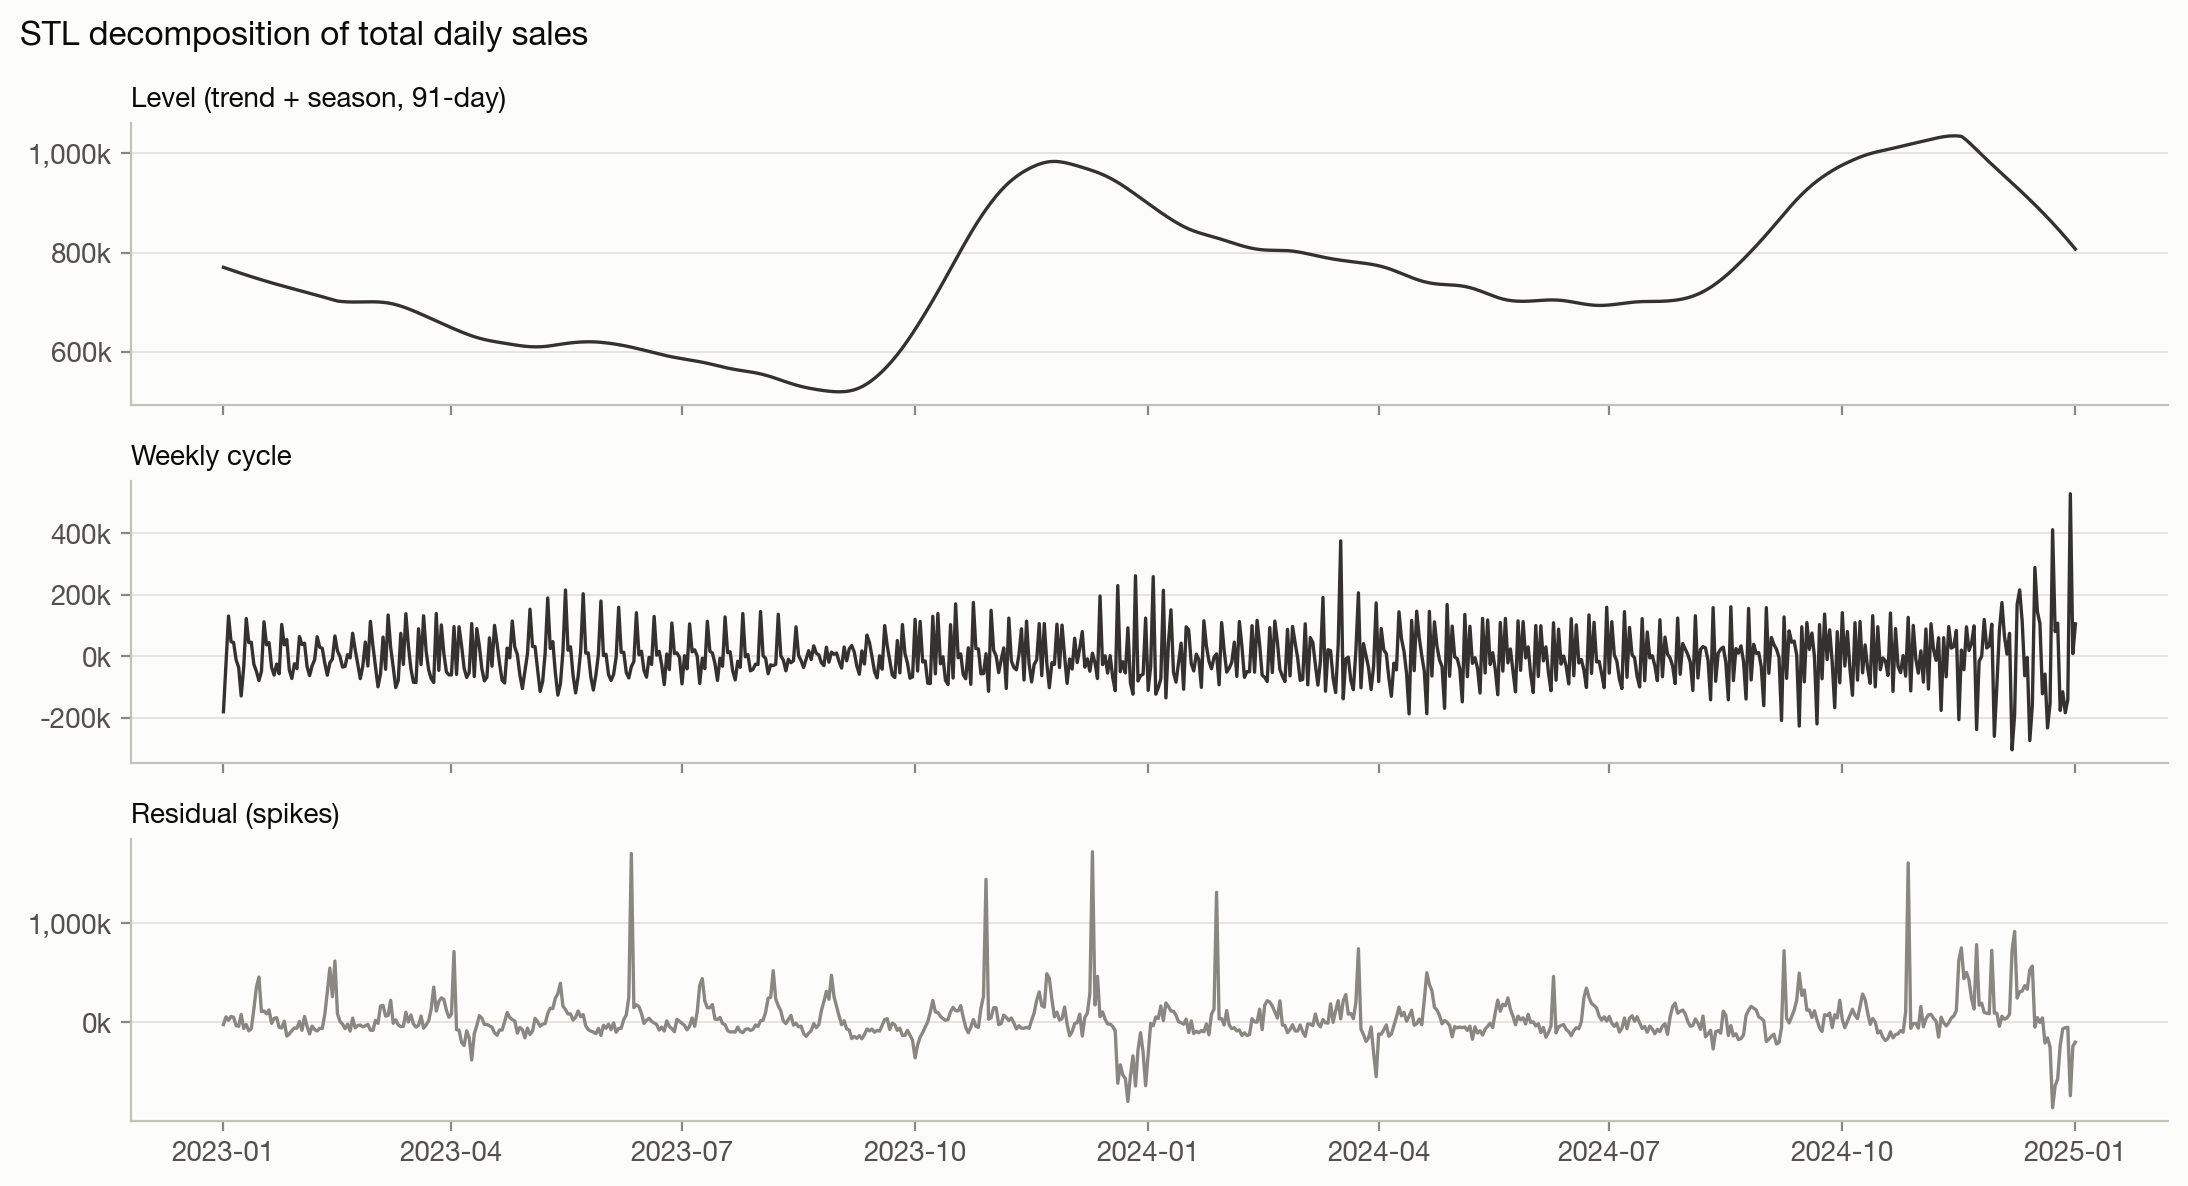 STL decomposition of total daily sales
Level (trend + season, 91-day)
1,000k
800k
600k
Weekly cycle
400k
200k
0k
-200k
Residual (spikes)
1,000k
0k
2023-01 2023-04 2023-07 2023-10 2024-01 2024-04 2024-07 2024-10 2025-01